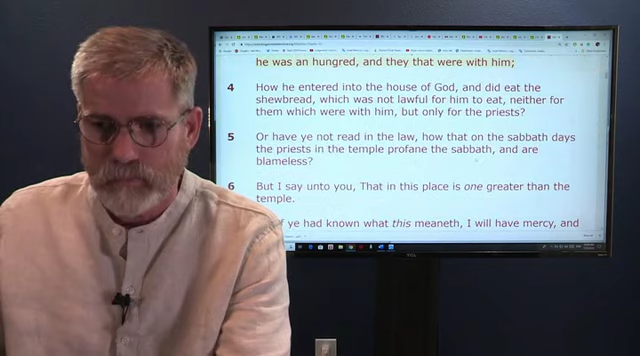 he was an hungred, and they that were with him;
4 How he entered into the house of God, and did eat the
shewbread, which was not lawful for him to eat, neither for
them which were with him, but only for the priests?
5 Or have ye not read in the law, how that on the sabbath days
the priests in the temple profane the sabbath, and are
blameless?
6 But I say unto you, That in this place is one greater than the
temple.
ye had known what this meaneth, I will have mercy, and
TCL